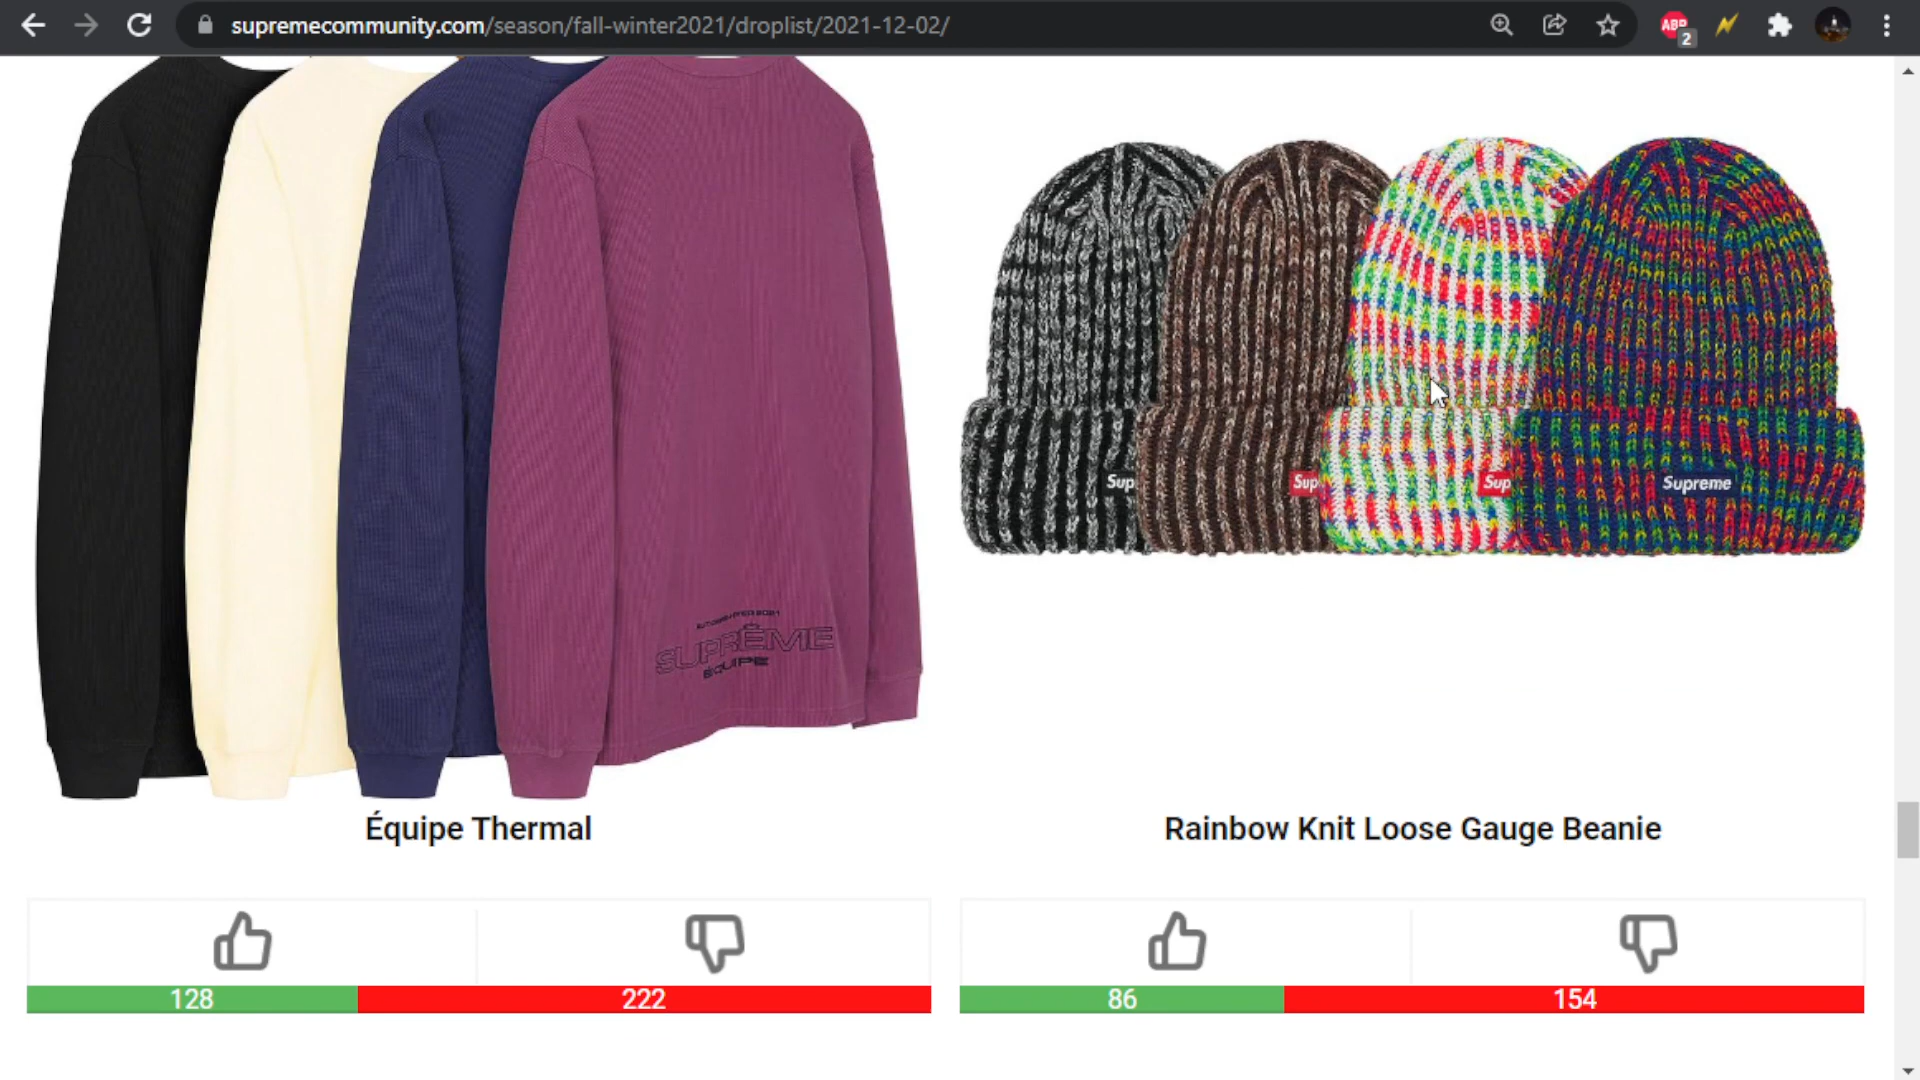 supremecommunity.com/season/fall-winter2021/droplist/2021-12-02/
ABP
2
SUPRÊME
ÉQUIPE
Sup
Sup
Sup
Supreme
Équipe Thermal
Rainbow Knit Loose Gauge Beanie
128
222
86
154